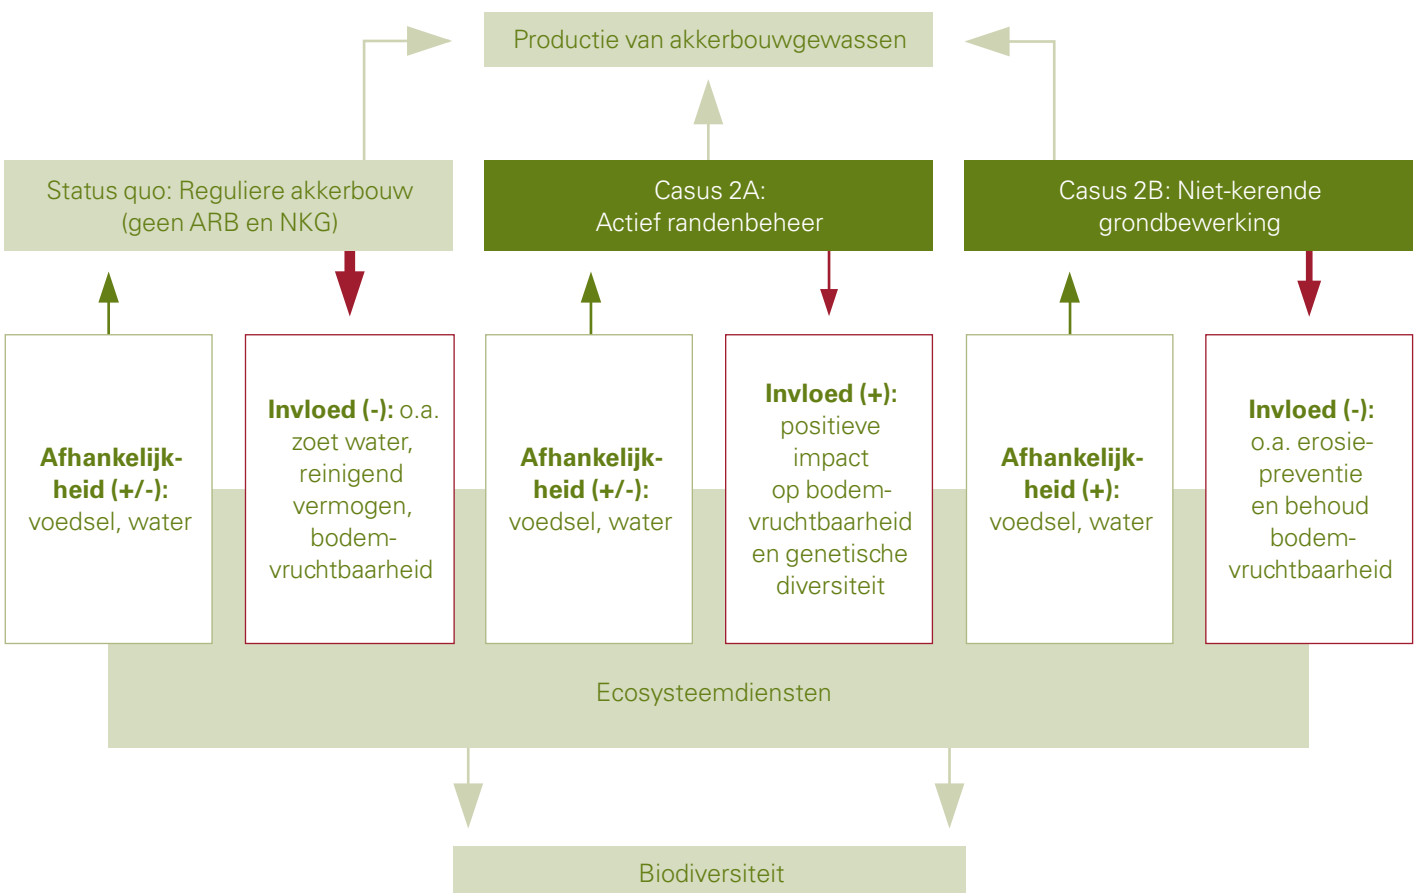 Productie van akkerbouwgewassen
Status quo: Reguliere akkerbouw
(geen ARB en NKG)
Casus 2A:
Actief randenbeheer
Casus 2B: Niet-kerende
grondbewerking
Afhankelijk-
heid (+/-):
voedsel, water
Invloed (-): o.a.
zoet water,
reinigend
vermogen,
bodem-
vruchtbaarheid
Afhankelijk-
heid (+/-):
voedsel, water
Invloed (+):
positieve
impact
op bodem-
vruchtbaarheid
en genetische
diversiteit
Afhankelijk-
heid (+):
voedsel, water
Invloed (-):
o.a. erosie-
preventie
en behoud
bodem-
vruchtbaarheid
Ecosysteemdiensten
Biodiversiteit